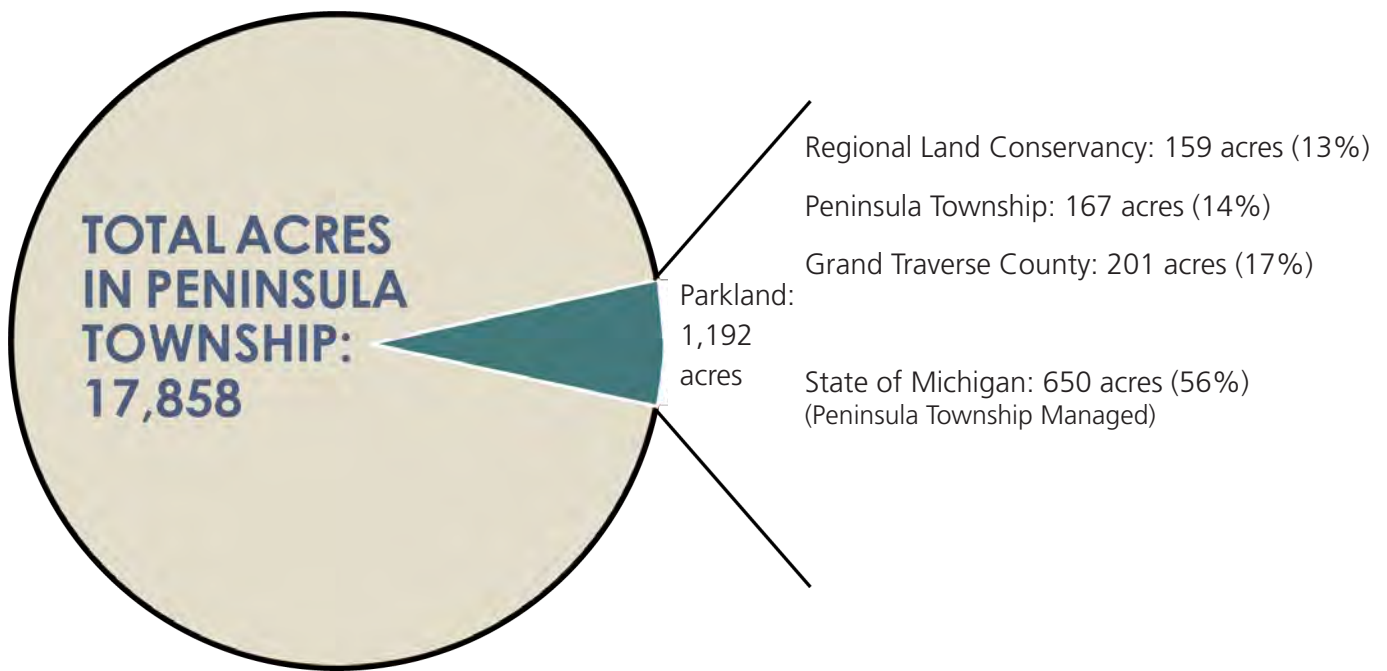 TOTAL ACRES
IN PENINSULA
TOWNSHIP:
17,858
Parkland:
1,192
acres
Regional Land Conservancy: 159 acres (13%)
Peninsula Township: 167 acres (14%)
Grand Traverse County: 201 acres (17%)
State of Michigan: 650 acres (56%)
(Peninsula Township Managed)